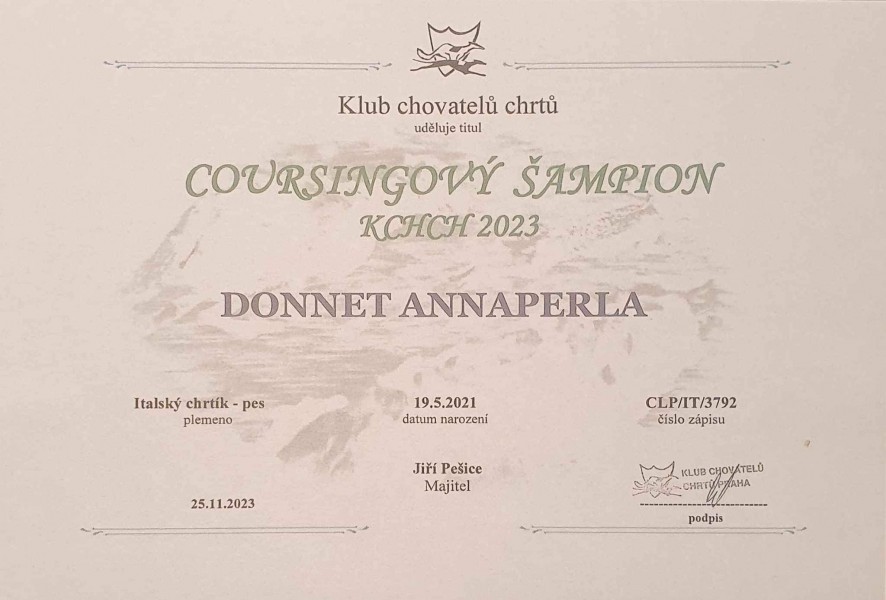 Klub chovatelů chrtů
uděluje titul
COURSINGOVÝ ŠAMPION
KCHCH 2023
DONNET ANNAPERLA
Italský chrtík - pes
plemeno
19.5.2021
datum narození
CLP/IT/3792
číslo zápisu
Jiří Pešice
Majitel
25.11.2023
KLUB CHOVATELŮ
CHRTŮ PRAHA
podpis